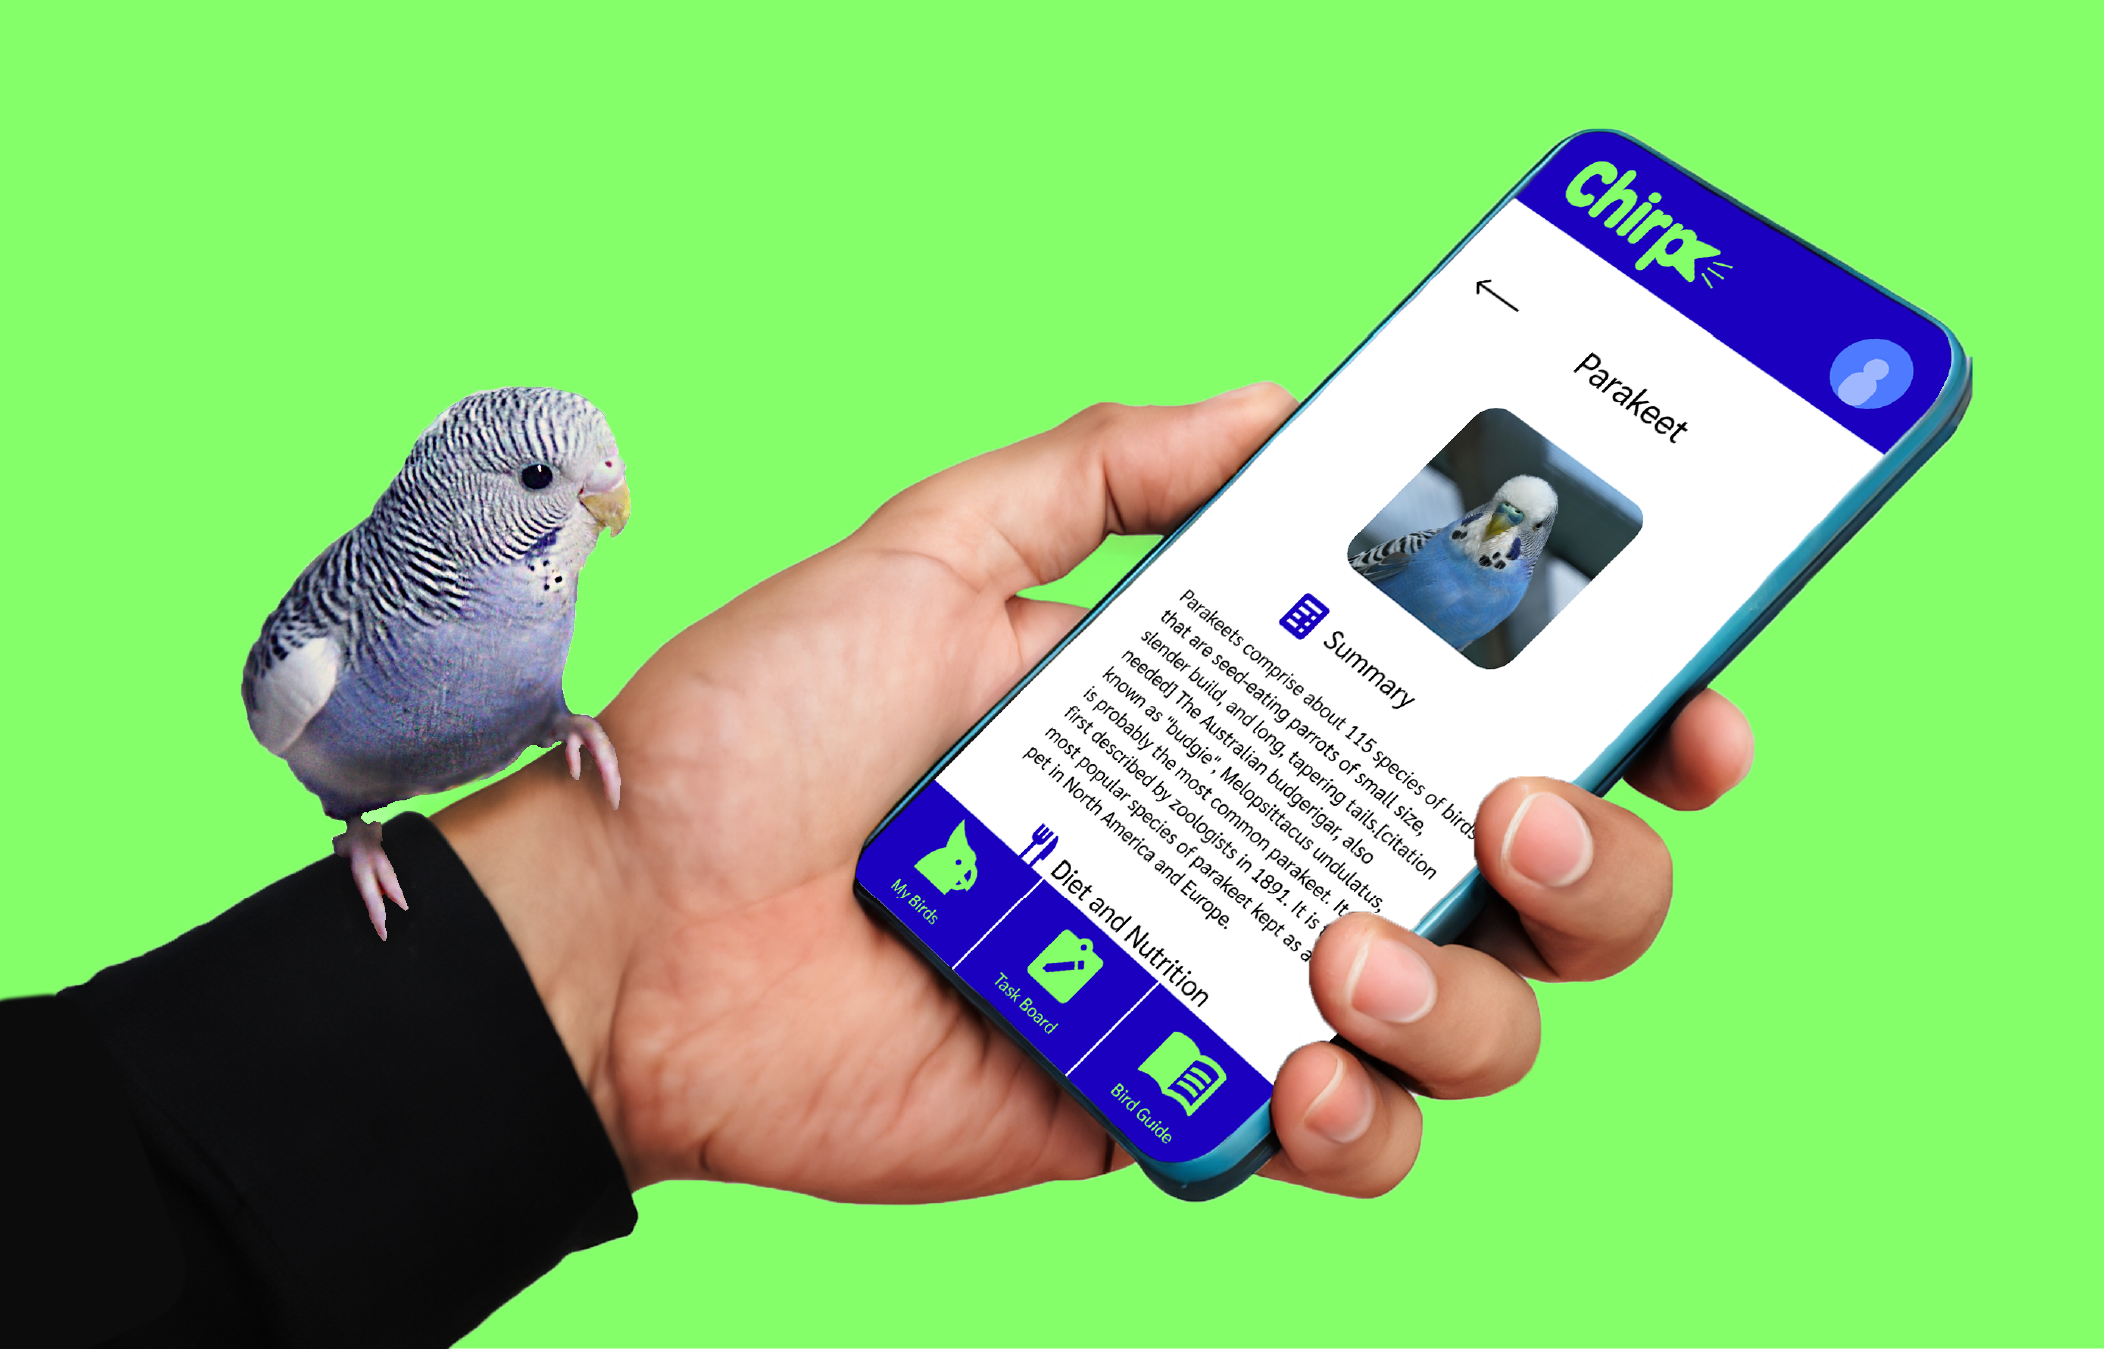 Chirp
Parakeet
Summary
Parakeets comprise about 115 species of birds
that are seed-eating parrots of small size,
slender build, and long, tapering tails.[citation
needed] The Australian budgerigar, also
known as "budgie", Melopsittacus undulatus,
is probably the most common parakeet. It
first described by zoologists in 1891. It is
most popular species of parakeet kept as a
pet in North America and Europe.
Diet and Nutrition
My Birds
Task Board
Bird Guide